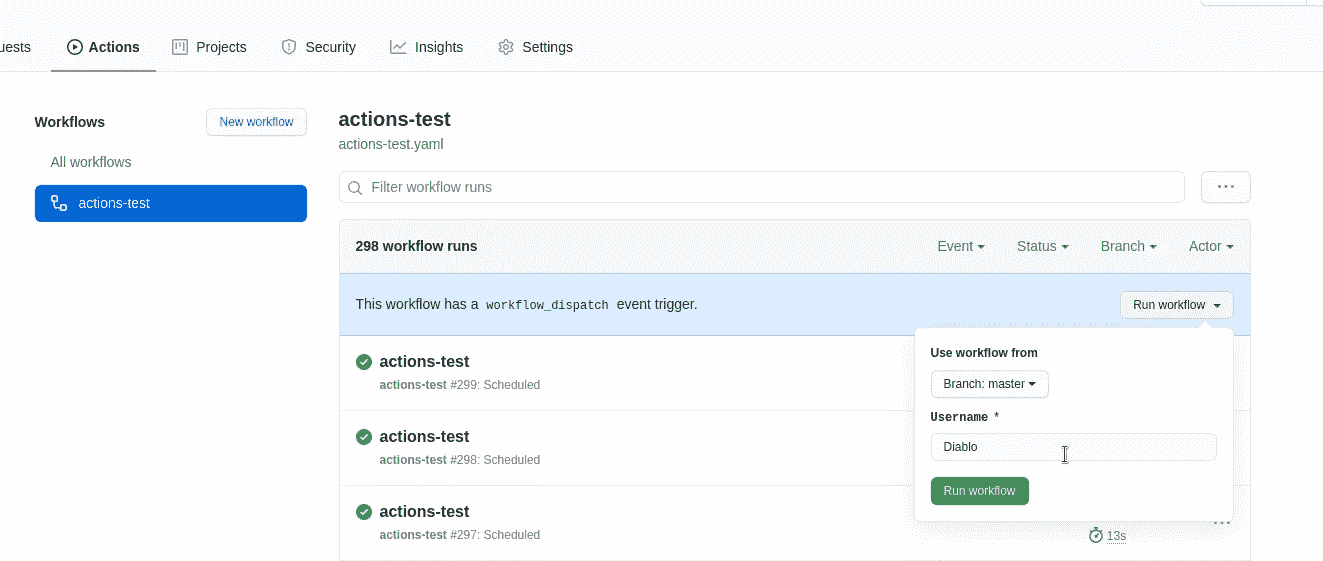 uests Actions Projects Security Insights Settings
Workflows
New workflow
All workflows
actions-test
actions-test
actions-test.yaml
Filter workflow runs
298 workflow runs
Event Status Branch Actor
This workflow has a workflow_dispatch event trigger.
Run workflow
actions-test
actions-test #299: Scheduled
actions-test
actions-test #298: Scheduled
actions-test
actions-test #297: Scheduled
Use workflow from
Branch: master
Username *
Diablo
Run workflow
13s